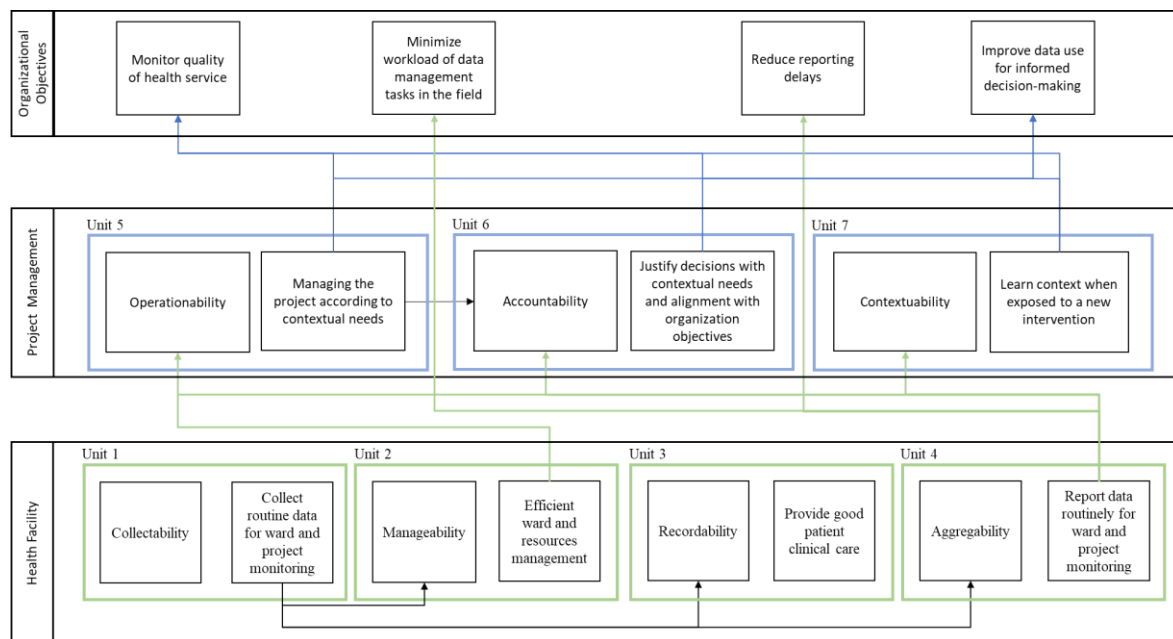 Organizational
Objectives
Monitor quality
of health service
Minimize
workload of data
management
tasks in the field
Reduce reporting
delays
Improve data use
for informed
decision-making
Project Management
Unit 5
Operationability
Managing the
project according to
contextual needs
Unit 6
Accountability
Justify decisions with
contextual needs
and alignment with
organization
objectives
Unit 7
Contextuability
Learn context when
exposed to a new
intervention
Health Facility
Unit 1
Collectability
Collect
routine data
for ward and
project
monitoring
Unit 2
Manageability
Efficient
ward and
resources
management
Unit 3
Recordability
Provide good
patient
clinical care
Unit 4
Aggregability
Report data
routinely for
ward and
project
monitoring